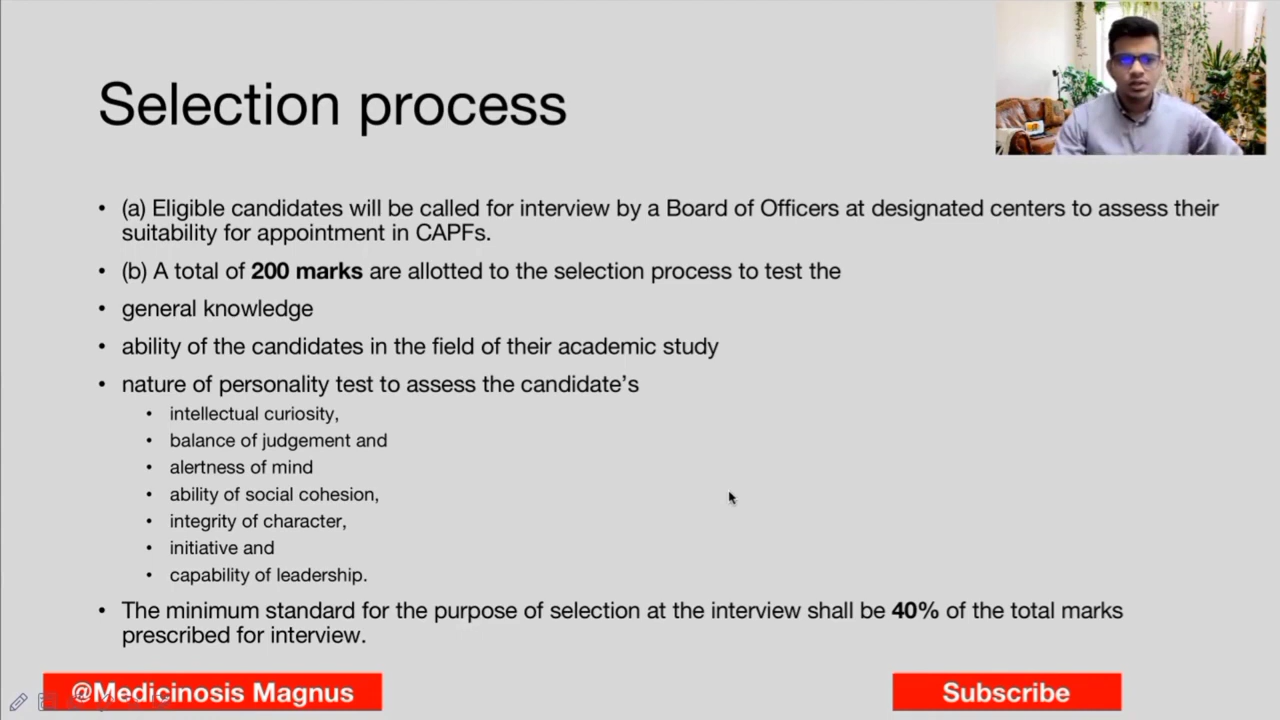 Selection process
• (a) Eligible candidates will be called for interview by a Board of Officers at designated centers to assess their
suitability for appointment in CAPFs.
• (b) A total of 200 marks are allotted to the selection process to test the
• general knowledge
• ability of the candidates in the field of their academic study
• nature of personality test to assess the candidate’s
• intellectual curiosity,
• balance of judgement and
• alertness of mind
• ability of social cohesion,
• integrity of character,
• initiative and
• capability of leadership.
• The minimum standard for the purpose of selection at the interview shall be 40% of the total marks
prescribed for interview.
@Medicinosis Magnus
Subscribe